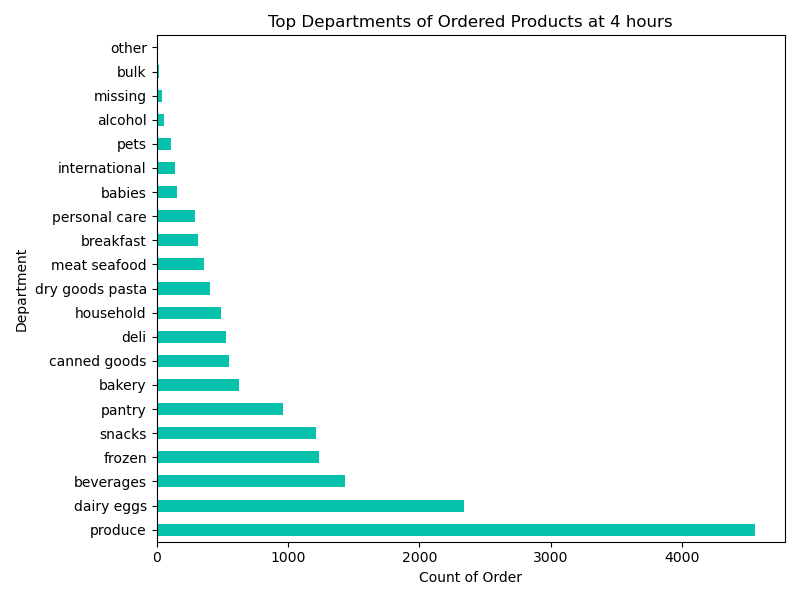 Top Departments of Ordered Products at 4 hours
other
bulk
missing
alcohol
pets
international
babies
personal care
breakfast
meat seafood
dry goods pasta
household
deli
canned goods
bakery
pantry
snacks
frozen
beverages
dairy eggs
produce
Department
0 1000 2000 3000 4000
Count of Order